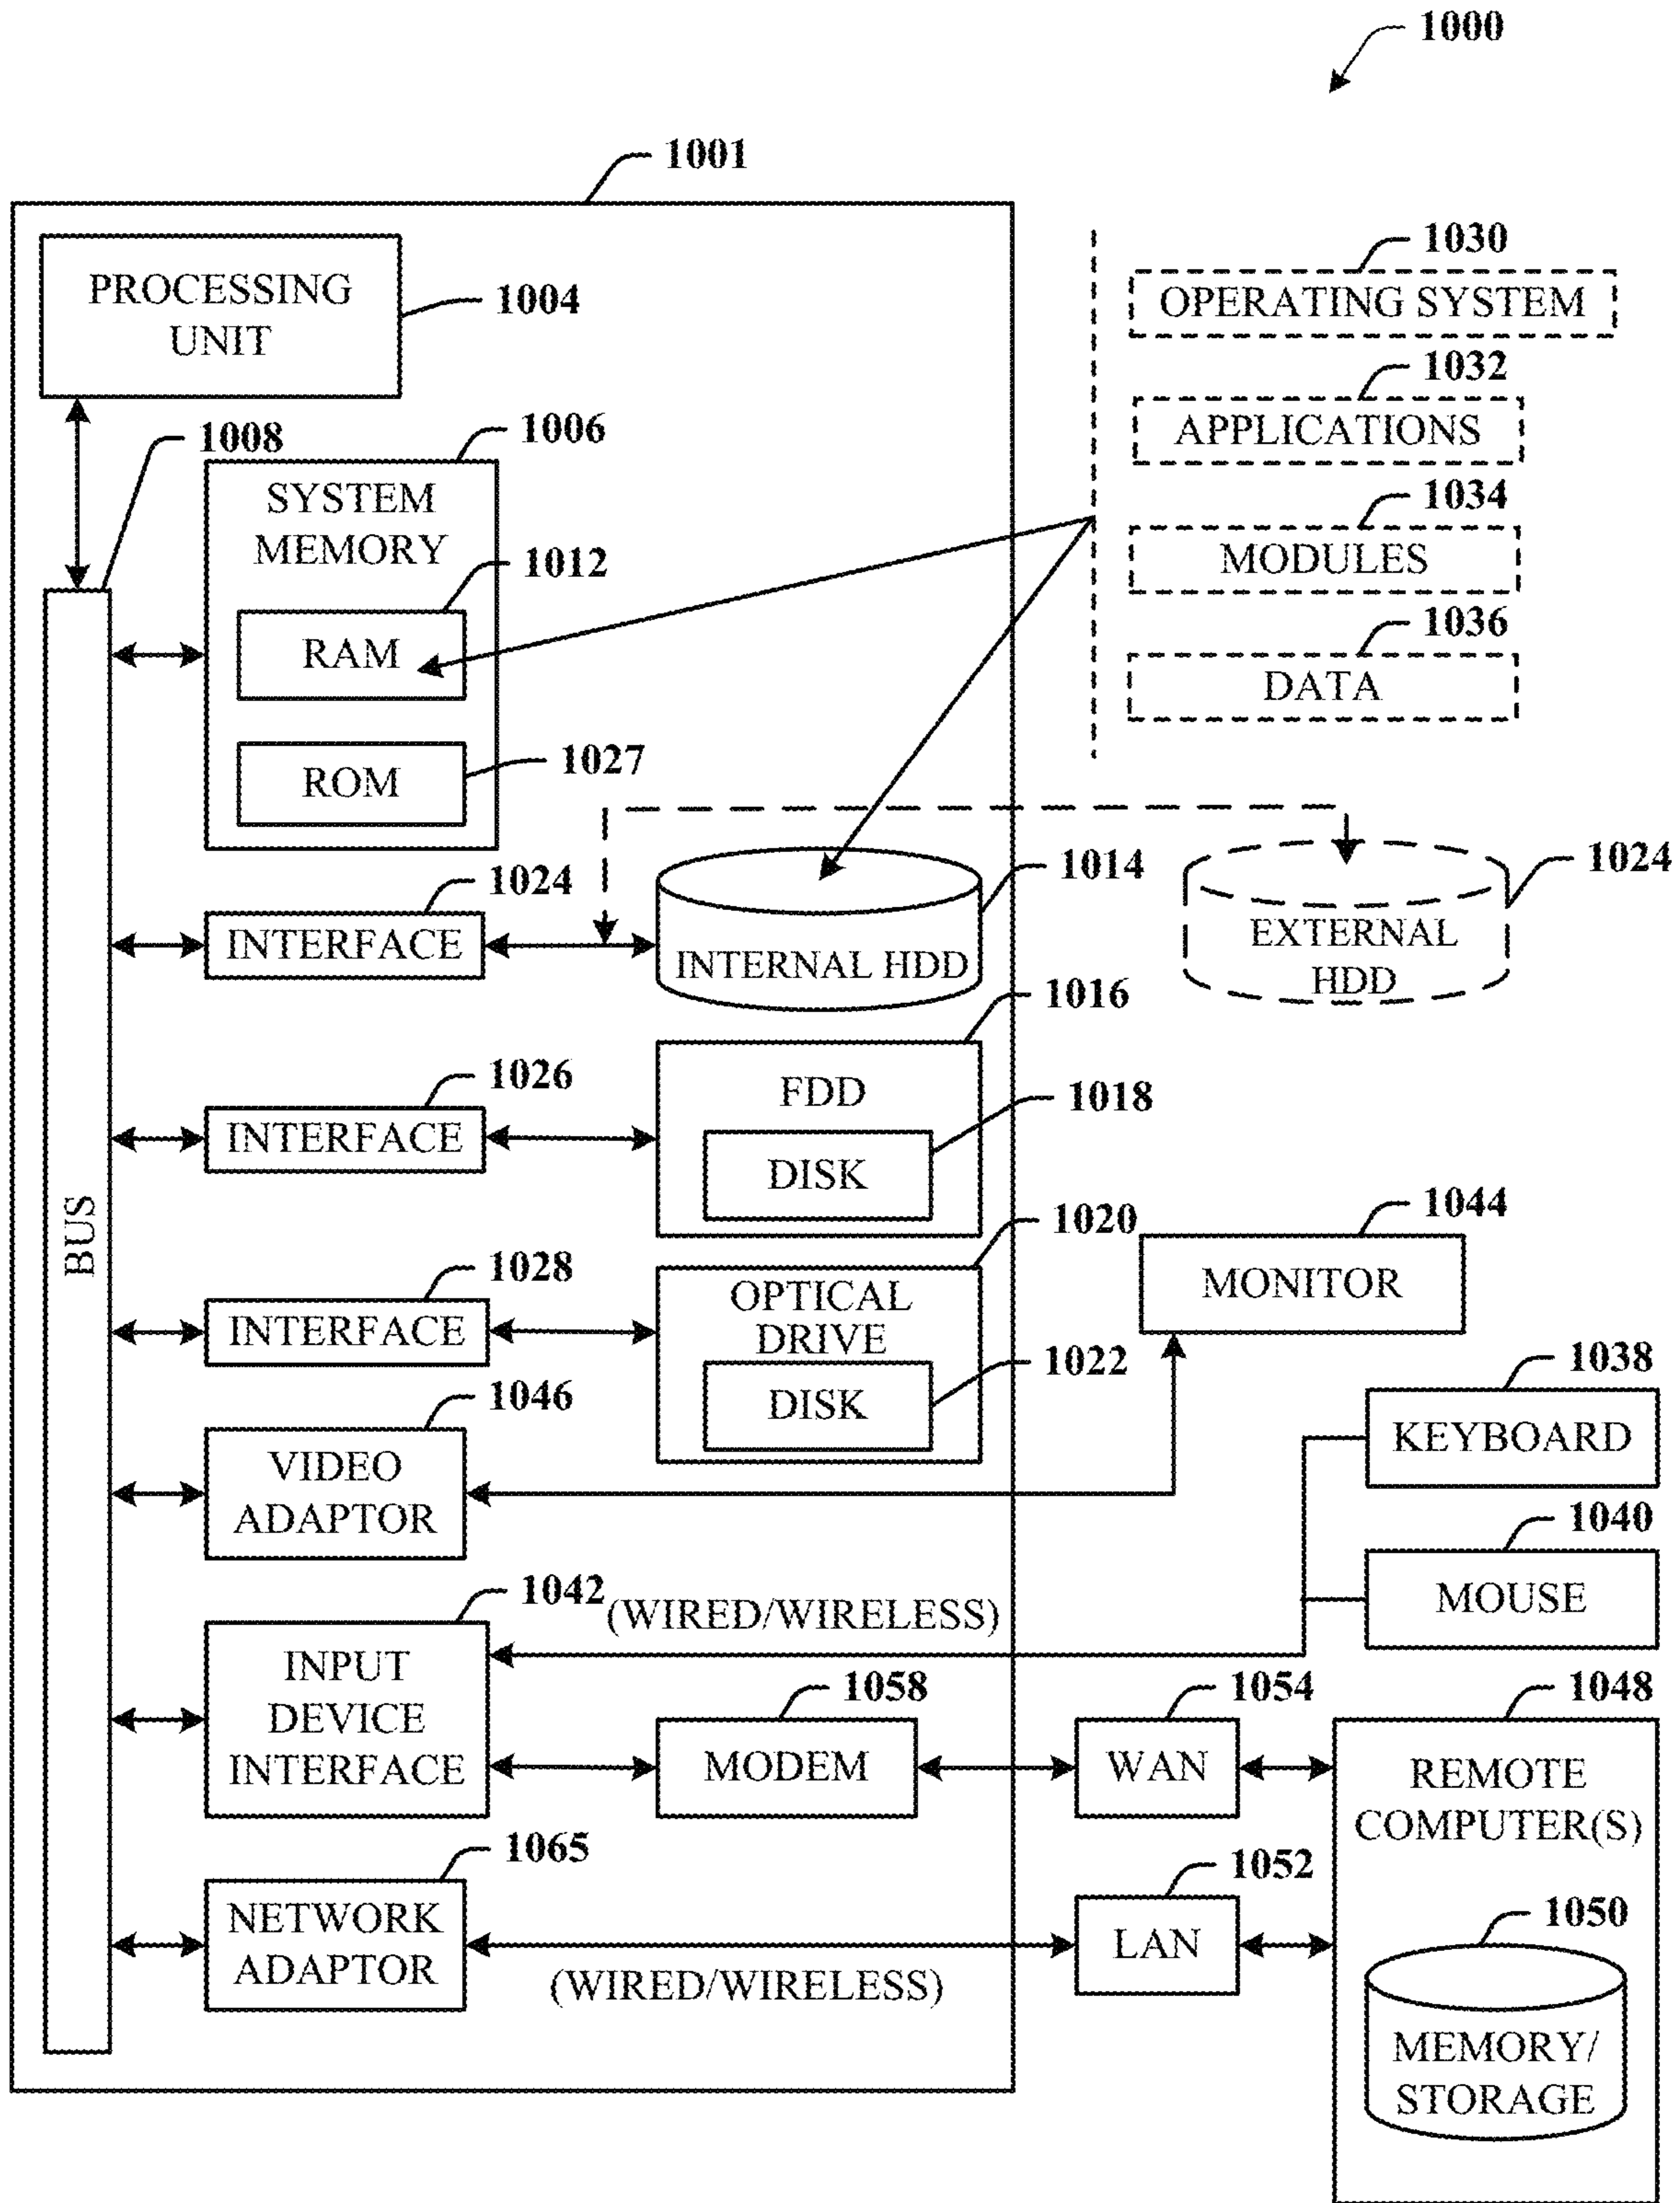 1000
1001
PROCESSING
UNIT
1004
1030
OPERATING SYSTEM
1032
APPLICATIONS
1034
MODULES
1036
DATA
1008
1006
SYSTEM
MEMORY
1012
RAM
ROM
1027
1024
INTERFACE
1014
INTERNAL HDD
1024
EXTERNAL
HDD
1026
INTERFACE
1016
FDD
1018
DISK
BUS
1028
INTERFACE
1020
OPTICAL
DRIVE
1022
DISK
1044
MONITOR
1046
VIDEO
ADAPTOR
1038
KEYBOARD
1040
MOUSE
1042
(WIRED/WIRELESS)
INPUT
DEVICE
INTERFACE
1058
MODEM
1054
WAN
1048
REMOTE
COMPUTER(S)
1065
NETWORK
ADAPTOR
(WIRED/WIRELESS)
1052
LAN
1050
MEMORY/
STORAGE